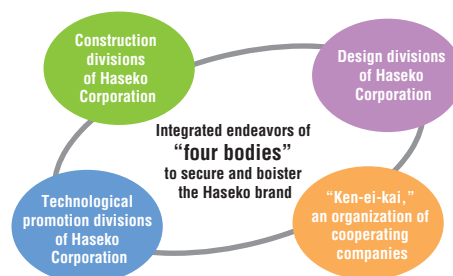 Construction
divisions
of Haseko
Corporation
Design divisions
of Haseko
Corporation
Integrated endeavors of
“four bodies”
to secure and boister
the Haseko brand
Technological
promotion divisions
of Haseko
Corporation
“Ken-ei-kai,”
an organization of
cooperating
companies